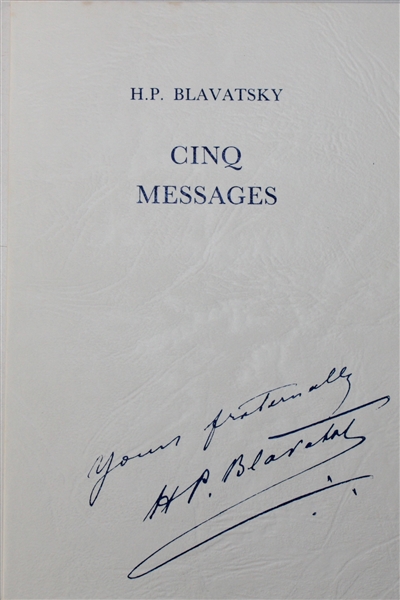 H.P. BLAVATSKY
CINQ
MESSAGES
Yours fraternally
H P. Blavatsky